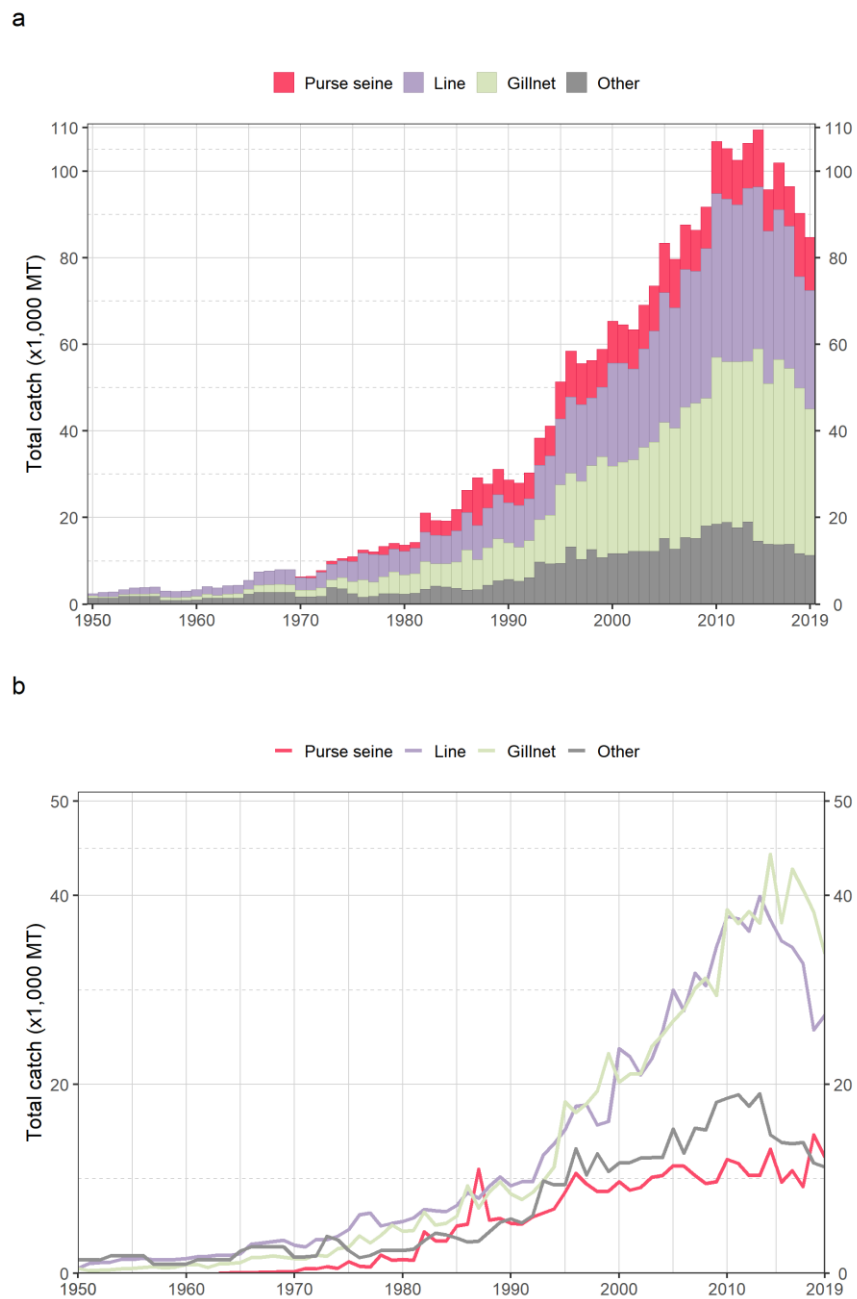 a
Purse seine Line Gillnet Other
110 110
100 100
80 80
60 60
40 40
20 20
0 0
Total catch (x1,000 MT)
1950 1960 1970 1980 1990 2000 2010 2019
b
Purse seine Line Gillnet Other
50 50
40 40
20 20
0 0
Total catch (x1,000 MT)
1950 1960 1970 1980 1990 2000 2010 2019